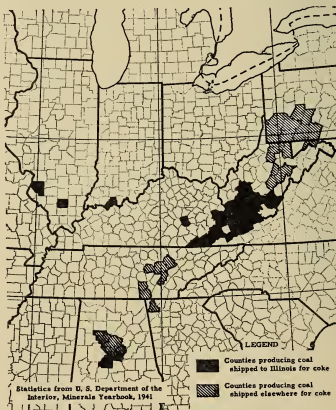 LEGEND
Counties producing coal
shipped to Illinois for coke
Counties producing coal
shipped elsewhere for coke
Statistics from U. S. Department of the
Interior, Minerals Yearbook, 1941